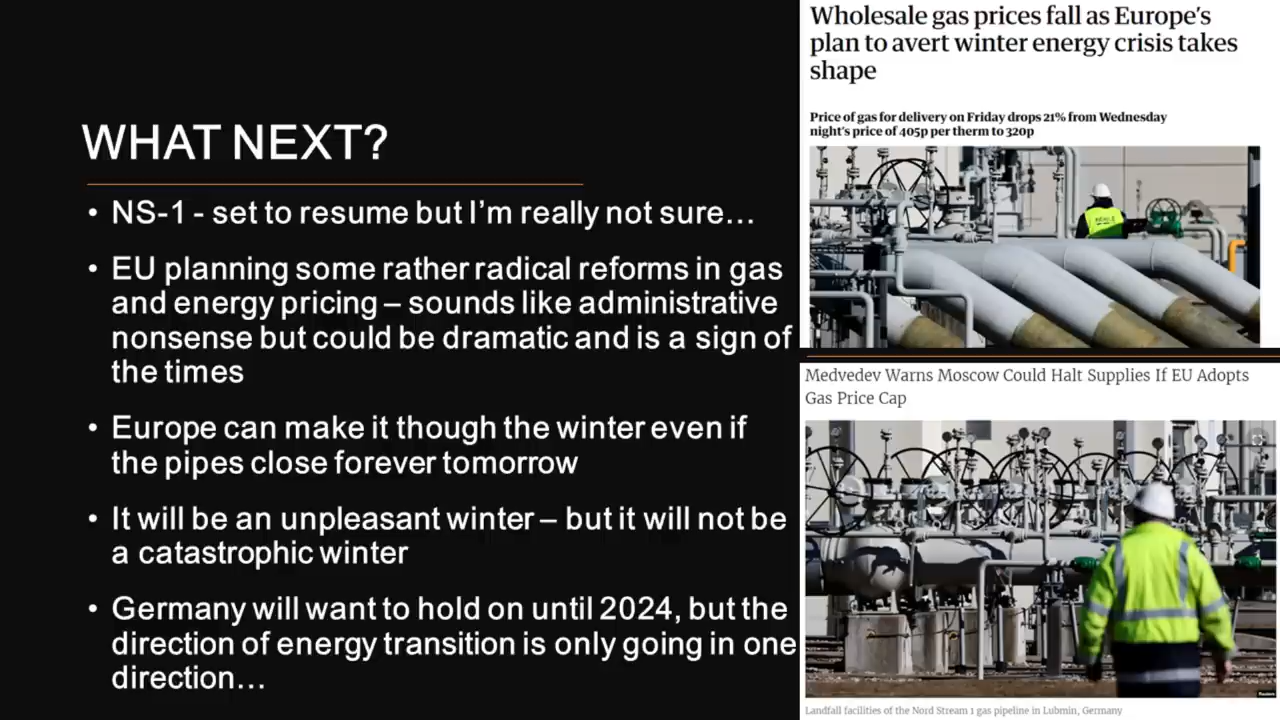 WHAT NEXT?
• NS-1 - set to resume but I'm really not sure…
• EU planning some rather radical reforms in gas
and energy pricing – sounds like administrative
nonsense but could be dramatic and is a sign of
the times
• Europe can make it though the winter even if
the pipes close forever tomorrow
• It will be an unpleasant winter – but it will not be
a catastrophic winter
• Germany will want to hold on until 2024, but the
direction of energy transition is only going in one
direction…
Wholesale gas prices fall as Europe's
plan to avert winter energy crisis takes
shape
Price of gas for delivery on Friday drops 21% from Wednesday
night's price of 405p per therm to 320p
Medvedev Warns Moscow Could Halt Supplies If EU Adopts
Gas Price Cap
Reuters
Landfall facilities of the Nord Stream 1 gas pipeline in Lubmin, Germany